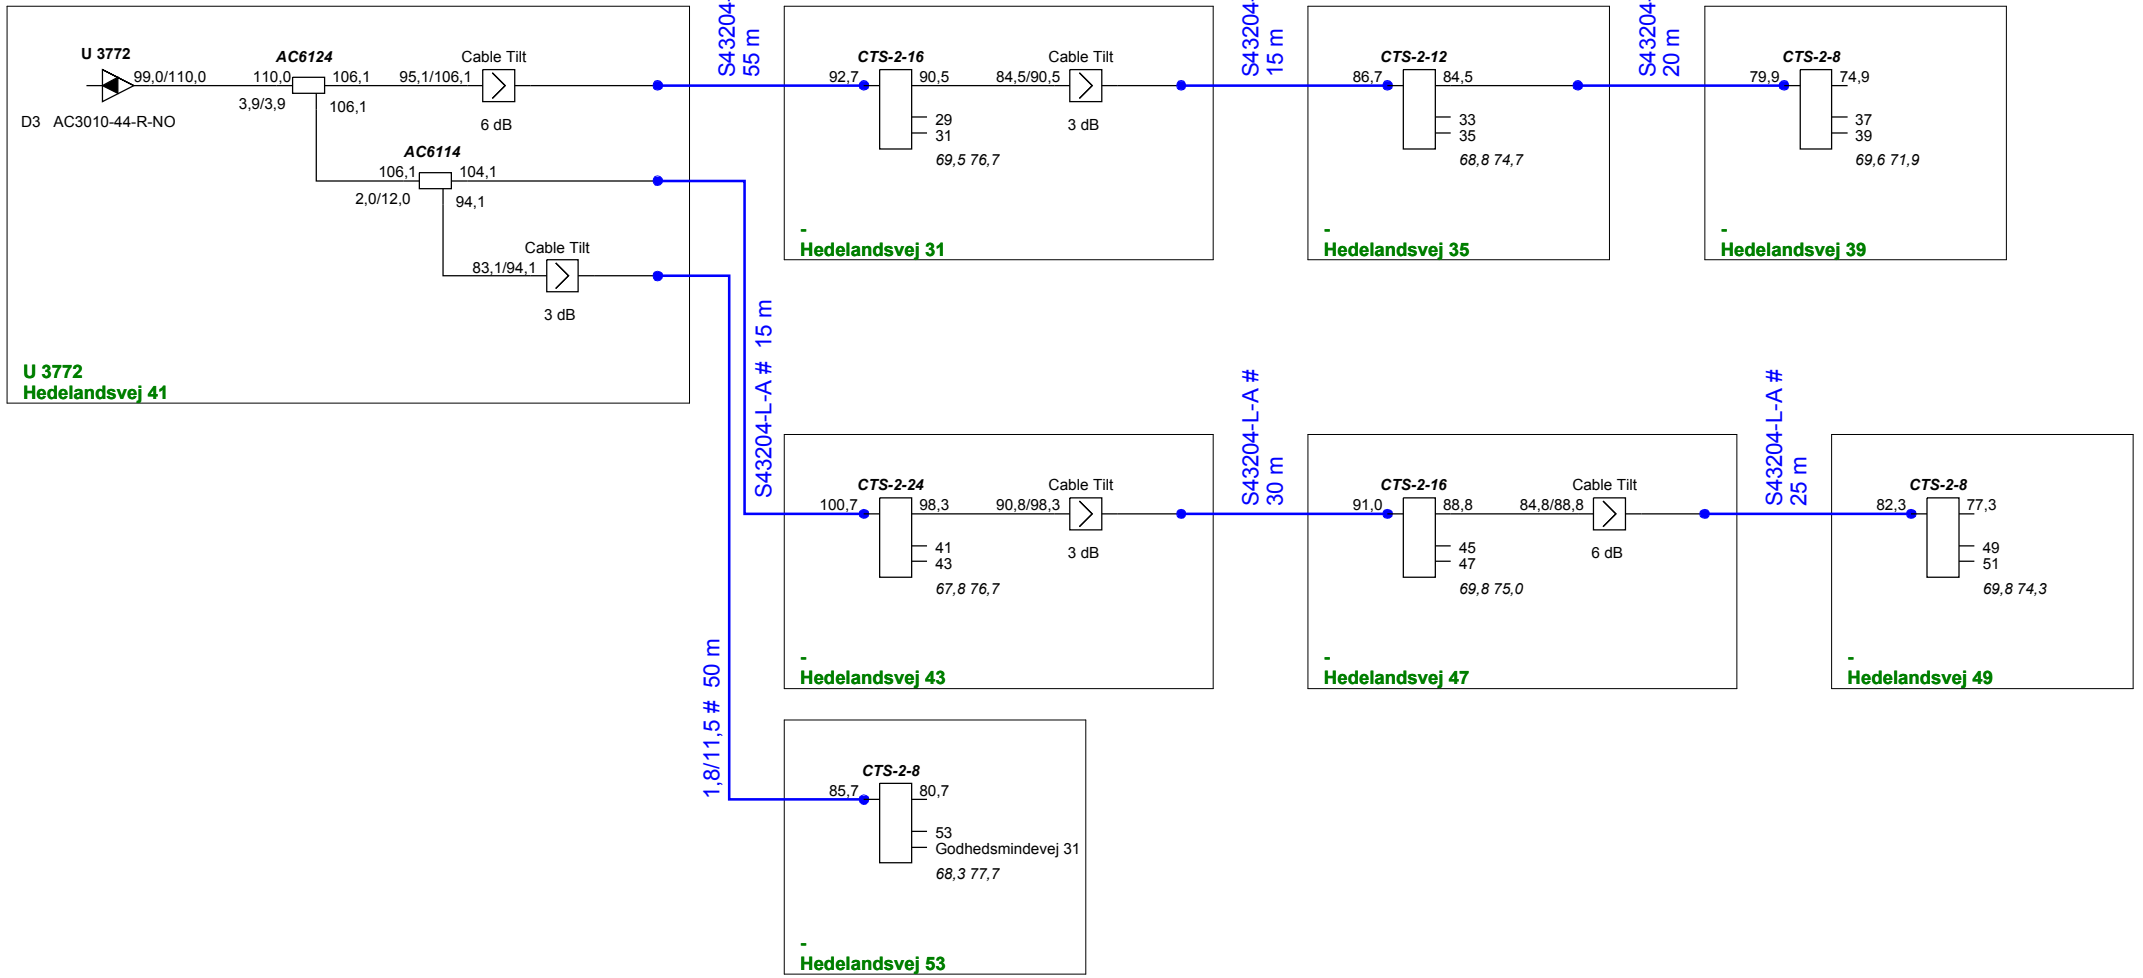 U 3772
99,0/110,0
D3 AC3010-44-R-NO
AC6124
110,0
106,1
3,9/3,9
106,1
95,1/106,1
Cable Tilt
6 dB
AC6114
106,1
104,1
2,0/12,0
94,1
83,1/94,1
Cable Tilt
3 dB
U 3772
Hedelandsvej 41
S43204-
55 m
CTS-2-16
92,7
90,5
29
31
69,5 76,7
84,5/90,5
Cable Tilt
3 dB
-
Hedelandsvej 31
S43204-
15 m
CTS-2-12
86,7
84,5
33
35
68,8 74,7
-
Hedelandsvej 35
S43204-
20 m
CTS-2-8
79,9
74,9
37
39
69,6 71,9
-
Hedelandsvej 39
S43204-L-A # 15 m
CTS-2-24
100,7
98,3
41
43
67,8 76,7
90,8/98,3
Cable Tilt
3 dB
-
Hedelandsvej 43
S43204-L-A #
30 m
CTS-2-16
91,0
88,8
45
47
69,8 75,0
84,8/88,8
Cable Tilt
6 dB
-
Hedelandsvej 47
S43204-L-A #
25 m
CTS-2-8
82,3
77,3
49
51
69,8 74,3
-
Hedelandsvej 49
1,8/11,5 # 50 m
CTS-2-8
85,7
80,7
53
Godhedsmindevej 31
68,3 77,7
-
Hedelandsvej 53